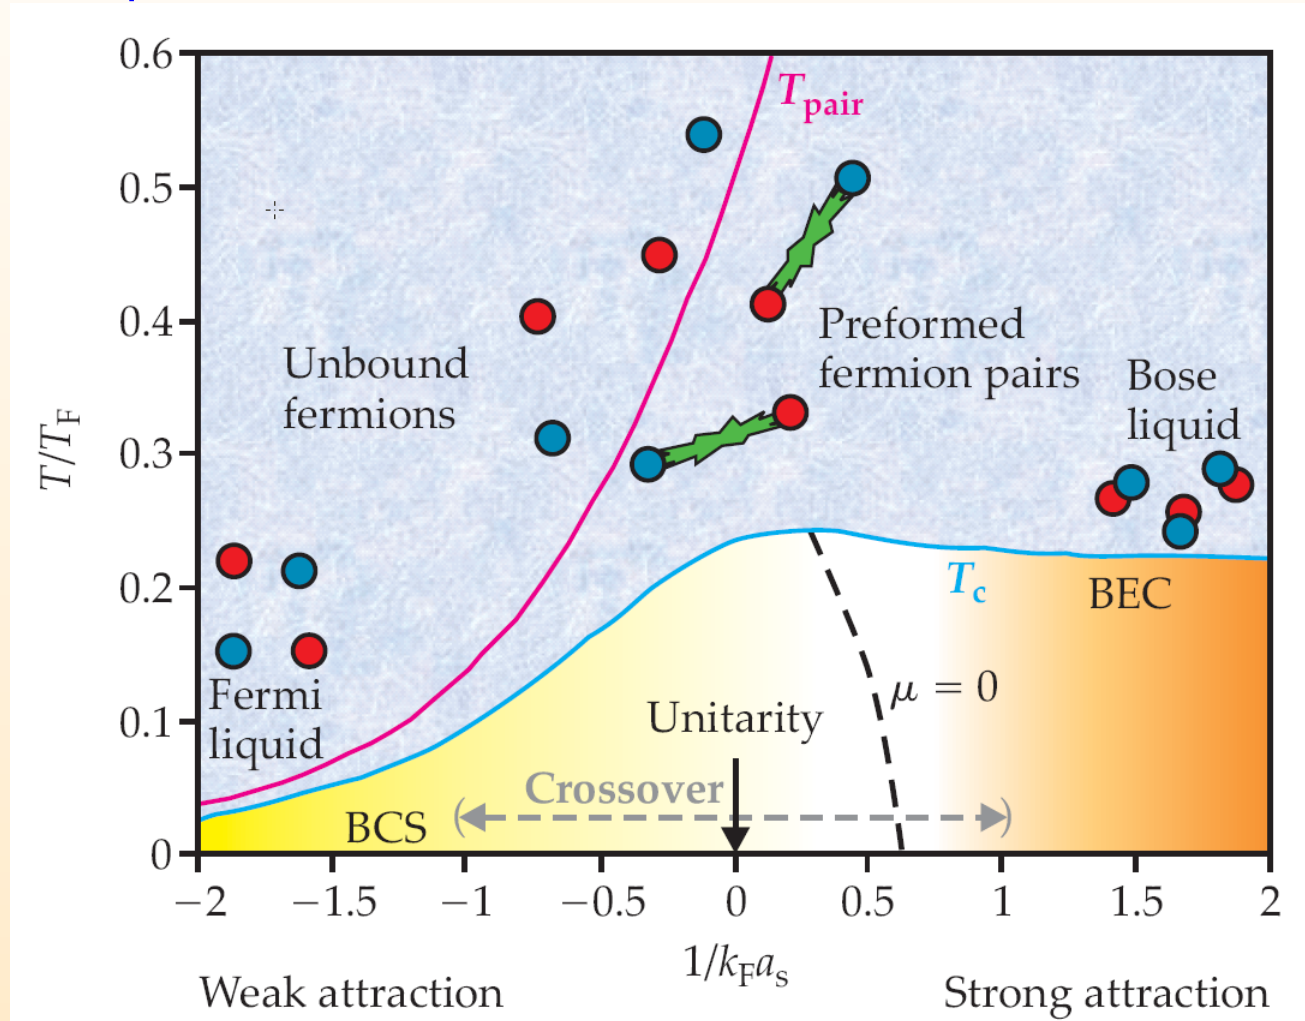 0.6
T_pair
0.5
0.4
Preformed
fermion pairs
Unbound
fermions
Bose
liquid
T/T_F
0.3
0.2
T_c
BEC
Fermi
liquid
μ = 0
0.1
Unitarity
Crossover
BCS
0
−2 −1.5 −1 −0.5 0 0.5 1 1.5 2
1/k_F a_s
Weak attraction
Strong attraction